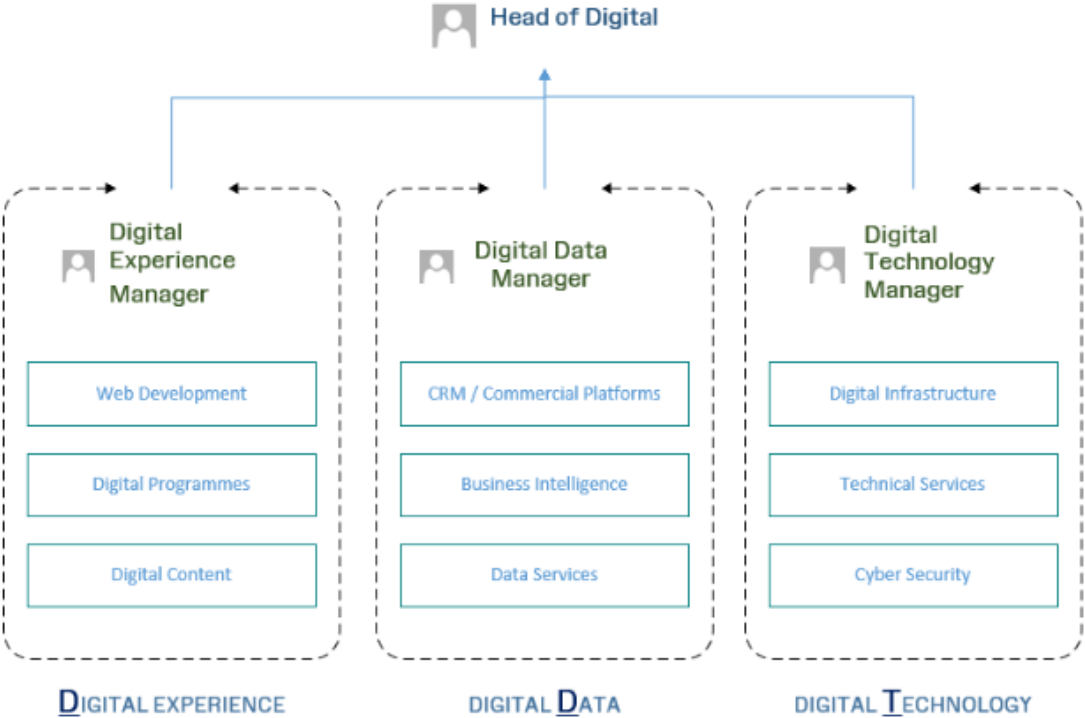 Head of Digital
Digital
Experience
Manager
Web Development
Digital Programmes
Digital Content
DIGITAL EXPERIENCE
Digital Data
Manager
CRM / Commercial Platforms
Business Intelligence
Data Services
DIGITAL DATA
Digital
Technology
Manager
Digital Infrastructure
Technical Services
Cyber Security
DIGITAL TECHNOLOGY